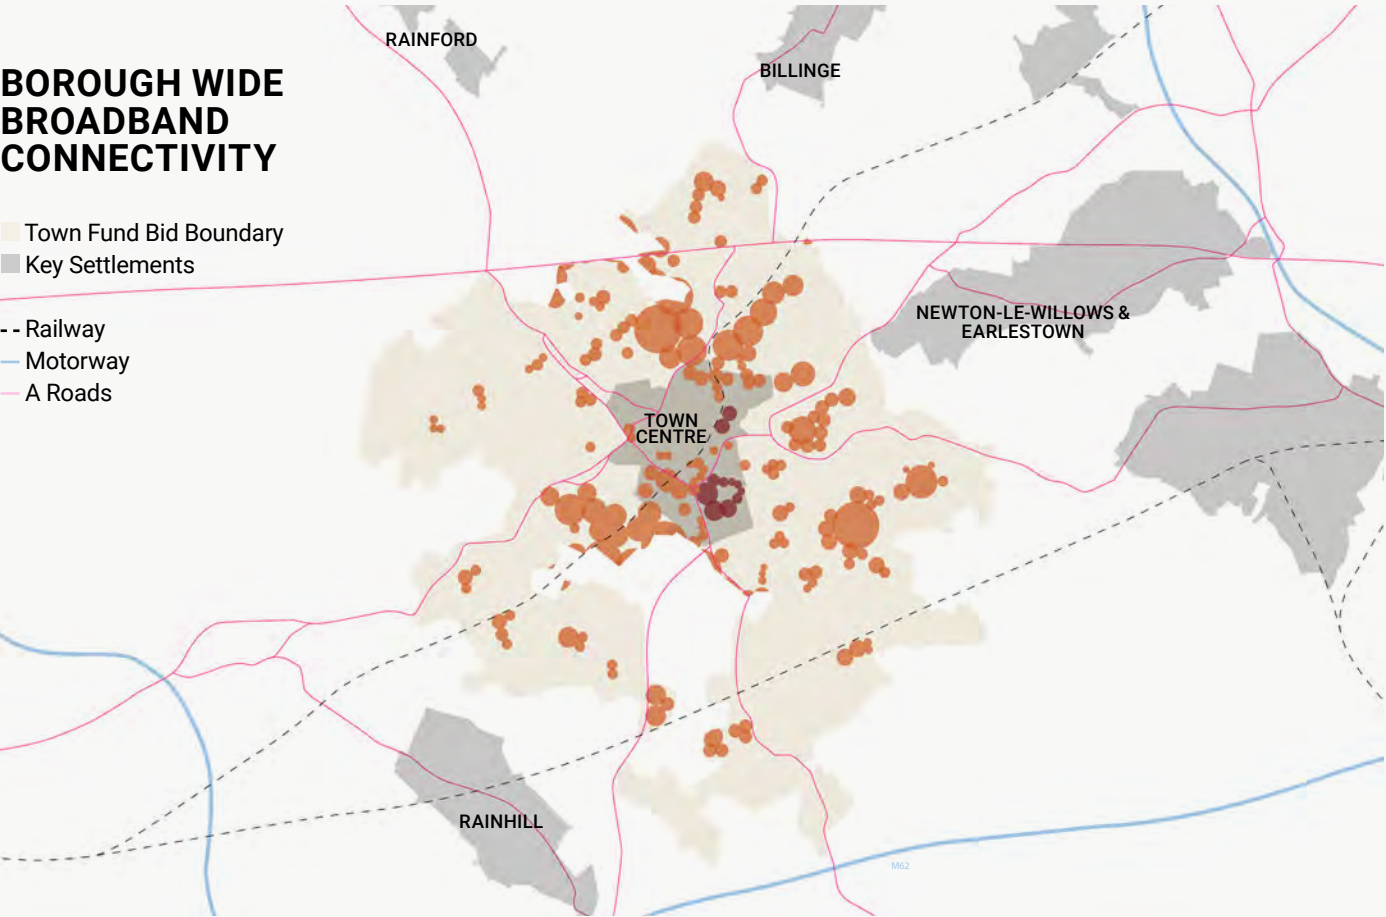 BOROUGH WIDE
BROADBAND
CONNECTIVITY
Town Fund Bid Boundary
Key Settlements
Railway
Motorway
A Roads
RAINFORD
BILLINGE
NEWTON-LE-WILLOWS &
EARLESTOWN
TOWN
CENTRE
RAINHILL
M62